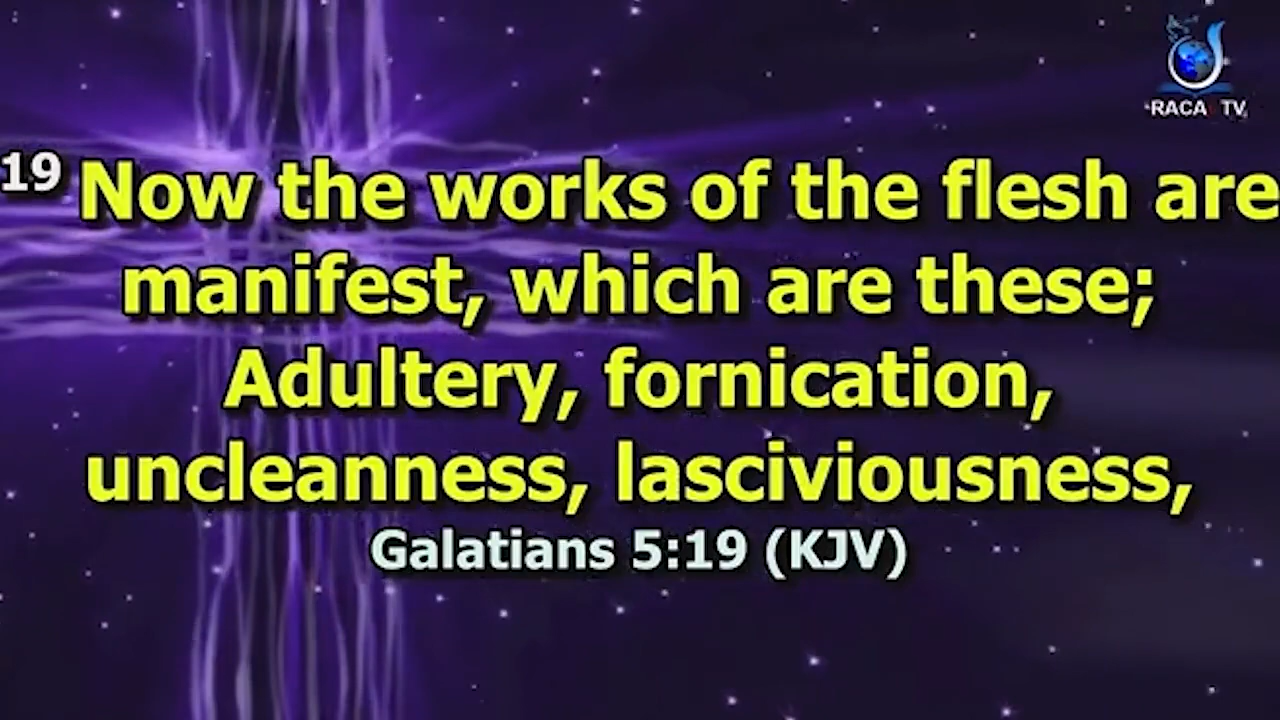 RACA TV
19 Now the works of the flesh are
manifest, which are these;
Adultery, fornication,
uncleanness, lasciviousness,
Galatians 5:19 (KJV)